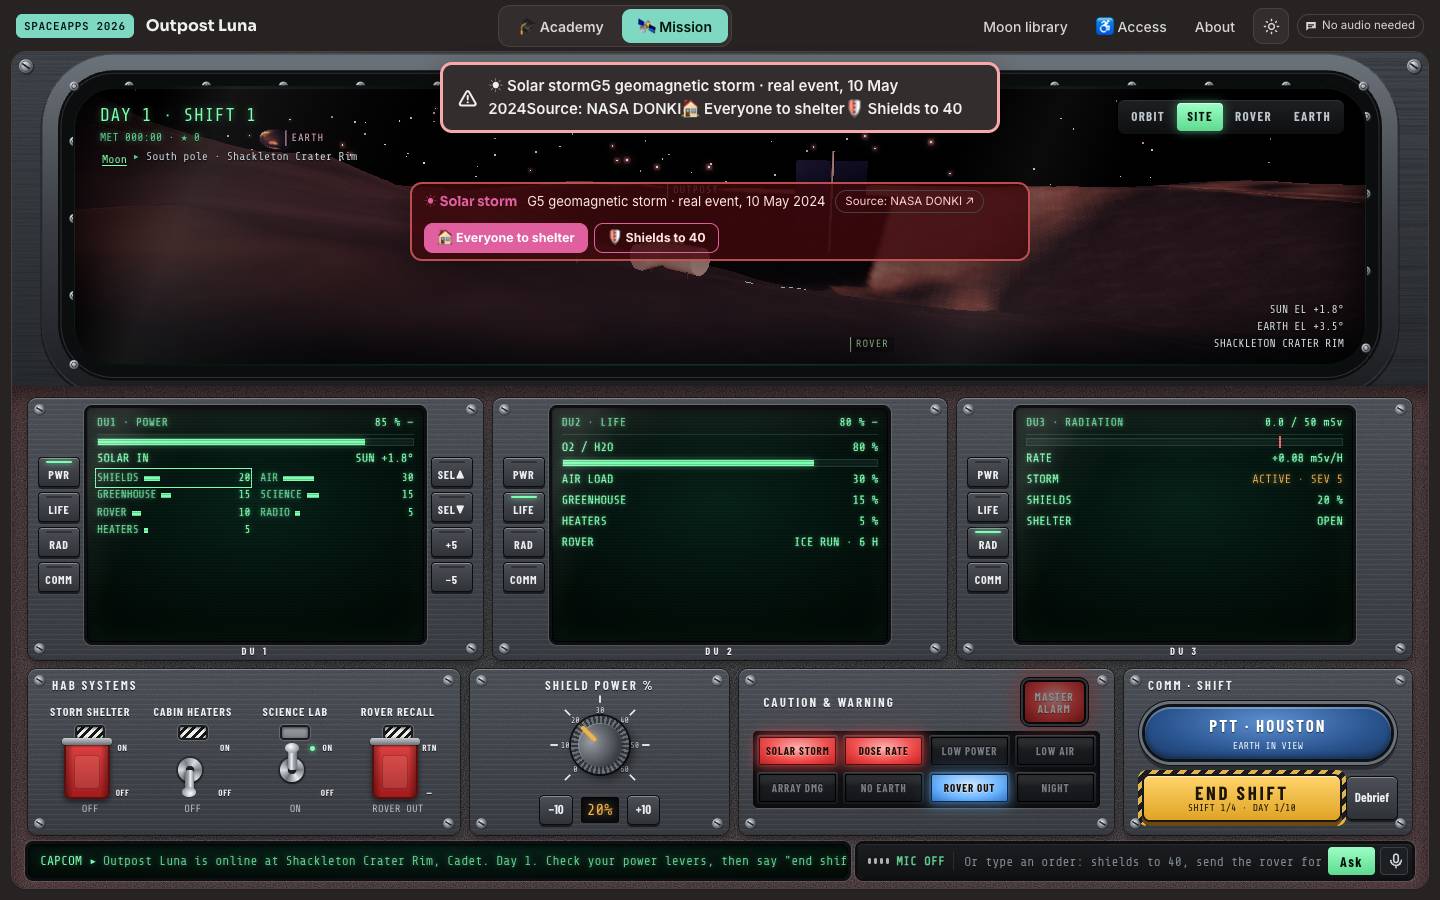 SPACEAPPS 2026
Outpost Luna
🎓 Academy
🛰 Mission
Moon library
♿ Access
About
No audio needed
☀ Solar stormG5 geomagnetic storm · real event, 10 May
2024Source: NASA DONKI🏠 Everyone to shelter🛡 Shields to 40
DAY 1 · SHIFT 1
MET 000:00 · ★ 0
EARTH
Moon ▸ South pole · Shackleton Crater Rim
ORBIT SITE ROVER EARTH
OUTPOST
☀ Solar storm G5 geomagnetic storm · real event, 10 May 2024 Source: NASA DONKI ↗
🏠 Everyone to shelter 🛡 Shields to 40
SUN EL +1.8°
EARTH EL +3.5°
SHACKLETON CRATER RIM
ROVER
DU1 · POWER 85 % —
SOLAR IN SUN +1.8°
SHIELDS 20 AIR 30
GREENHOUSE 15 SCIENCE 15
ROVER 10 RADIO 5
HEATERS 5
PWR
LIFE
RAD
COMM
SEL▲
SEL▼
+5
−5
DU 1
DU2 · LIFE 80 % —
O2 / H2O 80 %
AIR LOAD 30 %
GREENHOUSE 15 %
HEATERS 5 %
ROVER ICE RUN · 6 H
PWR
LIFE
RAD
COMM
DU 2
DU3 · RADIATION 0.0 / 50 mSv
RATE +0.08 mSv/H
STORM ACTIVE · SEV 5
SHIELDS 20 %
SHELTER OPEN
PWR
LIFE
RAD
COMM
DU 3
HAB SYSTEMS
STORM SHELTER CABIN HEATERS SCIENCE LAB ROVER RECALL
ON ON ON RTN
OFF OFF OFF —
OFF OFF ON ROVER OUT
SHIELD POWER %
0 10 20 30 40 50 60
−10 20% +10
CAUTION & WARNING
MASTER
ALARM
SOLAR STORM DOSE RATE LOW POWER LOW AIR
ARRAY DMG NO EARTH ROVER OUT NIGHT
COMM · SHIFT
PTT · HOUSTON
EARTH IN VIEW
END SHIFT
SHIFT 1/4 · DAY 1/10
Debrief
CAPCOM ▸ Outpost Luna is online at Shackleton Crater Rim, Cadet. Day 1. Check your power levers, then say "end shif
MIC OFF
Or type an order: shields to 40, send the rover for
Ask